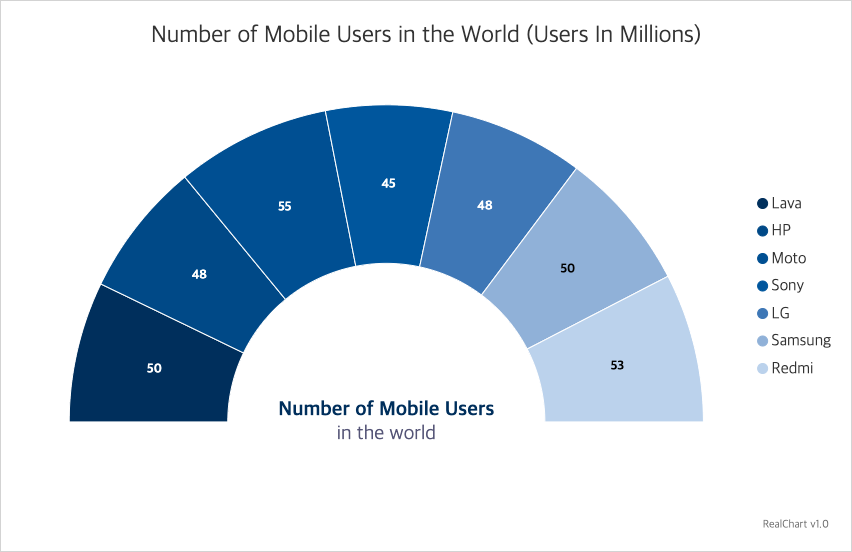 Number of Mobile Users in the World (Users In Millions)
45
55
48
48
50
50
53
Lava
HP
Moto
Sony
LG
Samsung
Redmi
Number of Mobile Users
in the world
RealChart v1.0